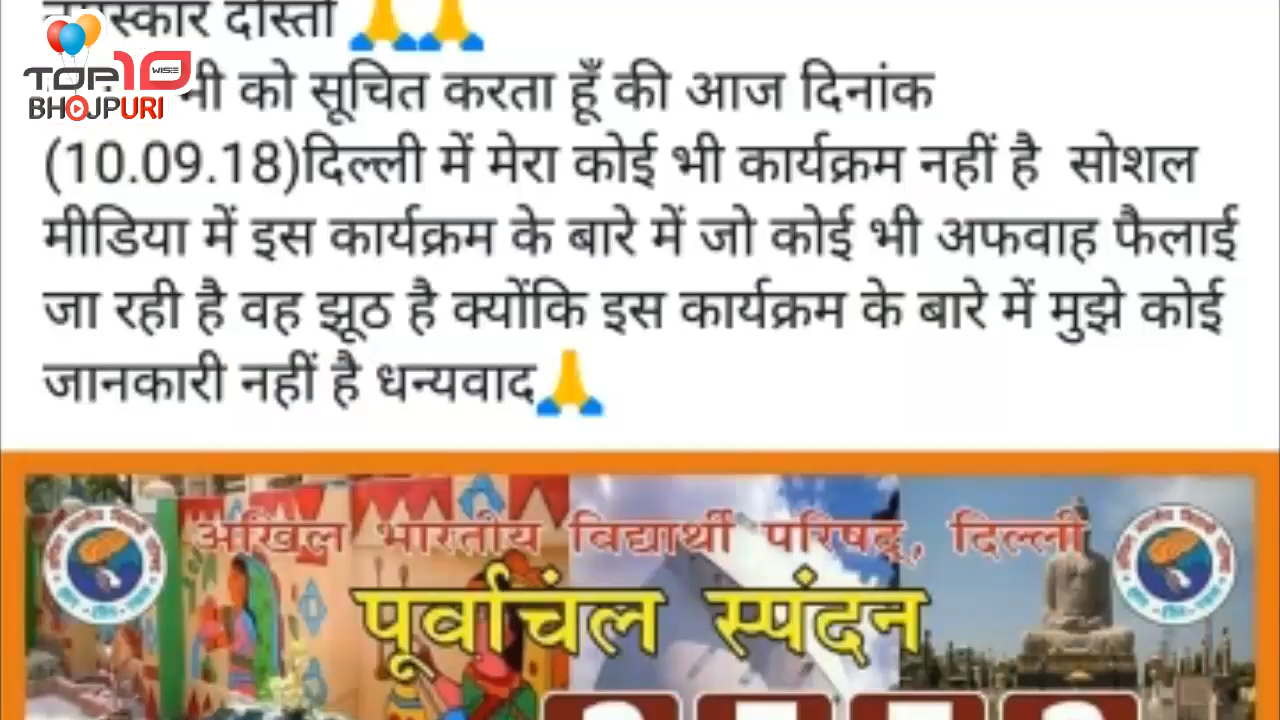 नमस्कार दोस्तों 🙏🙏
TOP 10
WISE
BHOJPURI
भी को सूचित करता हूँ की आज दिनांक
(10.09.18)दिल्ली में मेरा कोई भी कार्यक्रम नहीं है सोशल
मीडिया में इस कार्यक्रम के बारे में जो कोई भी अफवाह फैलाई
जा रही है वह झूठ है क्योंकि इस कार्यक्रम के बारे में मुझे कोई
जानकारी नहीं है धन्यवाद🙏
अखिल भारतीय विद्यार्थी परिषद्, दिल्ली
पूर्वांचल स्पंदन